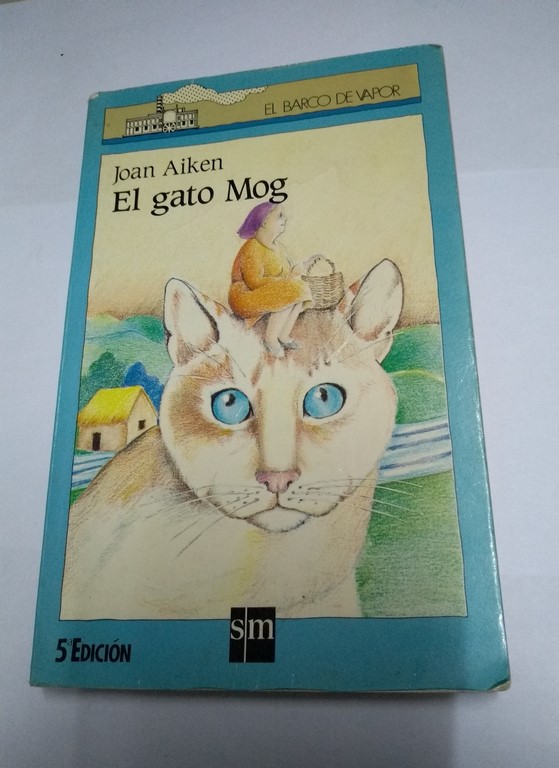 EL BARCO DE VAPOR
Joan Aiken
El gato Mog
sm
5ª EDICIÓN